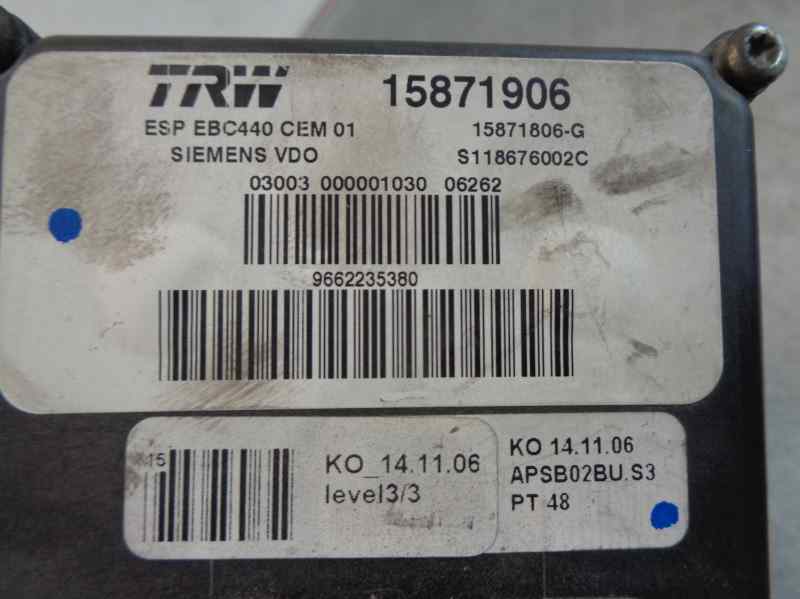 TRW 15871906
ESP EBC440 CEM 01 15871806-G
SIEMENS VDO S118676002C
03003 000001030 06262
9662235380
15
KO_14.11.06
level3/3
KO 14.11.06
APSB02BU.S3
PT 48